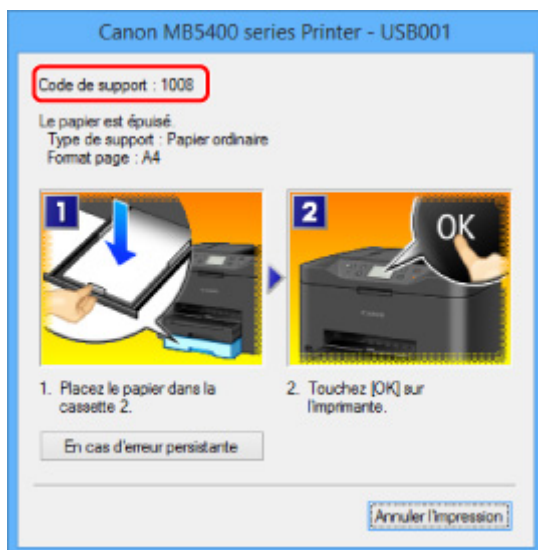 Canon MB5400 series Printer - USB001
Code de support : 1008
Le papier est épuisé.
Type de support : Papier ordinaire
Format page : A4
1
2
OK
1. Placez le papier dans la
cassette 2.
2. Touchez [OK] sur
l'imprimante.
En cas d'erreur persistante
Annuler l'impression